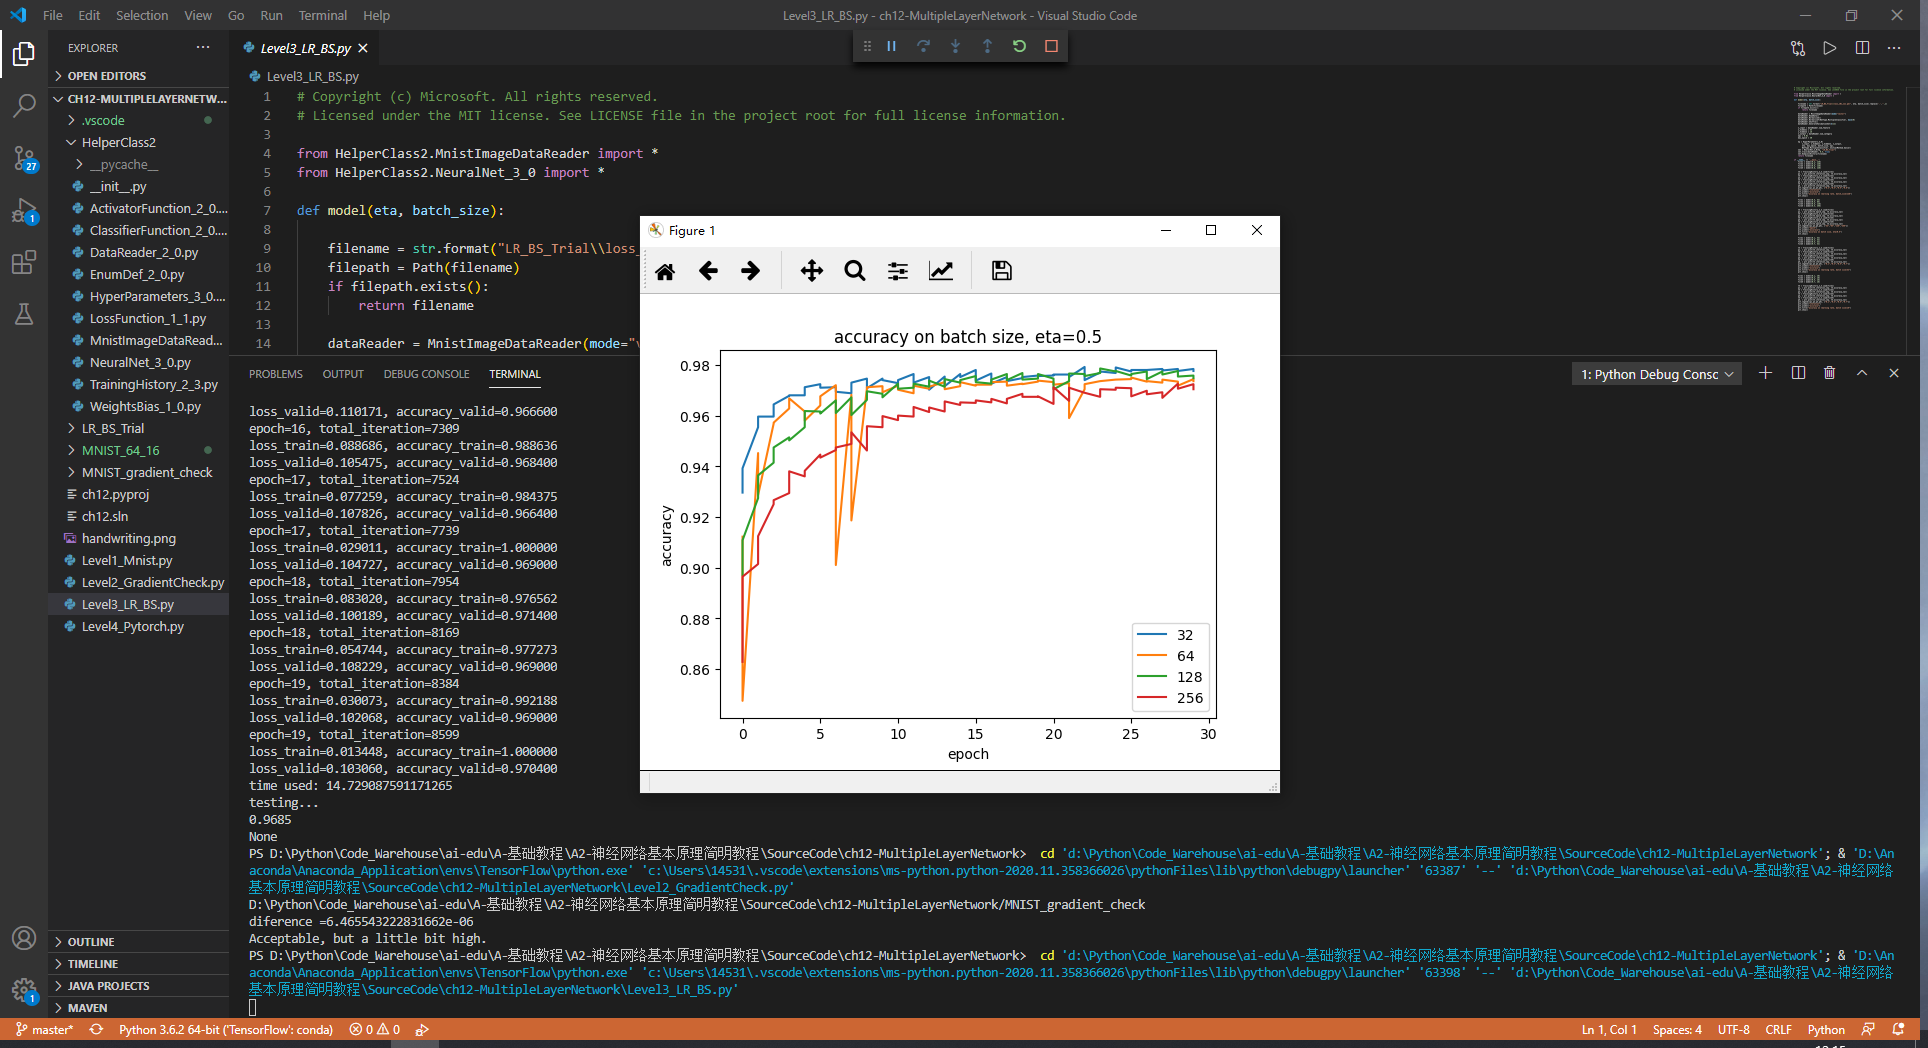 File Edit Selection View Go Run Terminal Help
Level3_LR_BS.py - ch12-MultipleLayerNetwork - Visual Studio Code
EXPLORER
OPEN EDITORS
CH12-MULTIPLELAYERNETW...
.vscode
HelperClass2
__pycache__
__init__.py
ActivatorFunction_2_0....
ClassifierFunction_2_0....
DataReader_2_0.py
EnumDef_2_0.py
HyperParameters_3_0....
LossFunction_1_1.py
MnistImageDataRead...
NeuralNet_3_0.py
TrainingHistory_2_3.py
WeightsBias_1_0.py
LR_BS_Trial
MNIST_64_16
MNIST_gradient_check
ch12.pyproj
ch12.sln
handwriting.png
Level1_Mnist.py
Level2_GradientCheck.py
Level3_LR_BS.py
Level4_Pytorch.py
OUTLINE
TIMELINE
JAVA PROJECTS
MAVEN
27
1
1
Level3_LR_BS.py
Level3_LR_BS.py
1 # Copyright (c) Microsoft. All rights reserved.
2 # Licensed under the MIT license. See LICENSE file in the project root for full license information.
3
4 from HelperClass2.MnistImageDataReader import *
5 from HelperClass2.NeuralNet_3_0 import *
6
7 def model(eta, batch_size):
8
9 filename = str.format("LR_BS_Trial\\loss_
10 filepath = Path(filename)
11 if filepath.exists():
12 return filename
13
14 dataReader = MnistImageDataReader(mode="
PROBLEMS OUTPUT DEBUG CONSOLE TERMINAL
1: Python Debug Consc
loss_valid=0.110171, accuracy_valid=0.966600
epoch=16, total_iteration=7309
loss_train=0.088686, accuracy_train=0.988636
loss_valid=0.105475, accuracy_valid=0.968400
epoch=17, total_iteration=7524
loss_train=0.077259, accuracy_train=0.984375
loss_valid=0.107826, accuracy_valid=0.966400
epoch=17, total_iteration=7739
loss_train=0.029011, accuracy_train=1.000000
loss_valid=0.104727, accuracy_valid=0.969000
epoch=18, total_iteration=7954
loss_train=0.083020, accuracy_train=0.976562
loss_valid=0.100189, accuracy_valid=0.971400
epoch=18, total_iteration=8169
loss_train=0.054744, accuracy_train=0.977273
loss_valid=0.108229, accuracy_valid=0.969000
epoch=19, total_iteration=8384
loss_train=0.030073, accuracy_train=0.992188
loss_valid=0.102068, accuracy_valid=0.969000
epoch=19, total_iteration=8599
loss_train=0.013448, accuracy_train=1.000000
loss_valid=0.103060, accuracy_valid=0.970400
time used: 14.729087591171265
testing...
0.9685
None
PS D:\Python\Code_Warehouse\ai-edu\A-基础教程\A2-神经网络基本原理简明教程\SourceCode\ch12-MultipleLayerNetwork> cd 'd:\Python\Code_Warehouse\ai-edu\A-基础教程\A2-神经网络基本原理简明教程\SourceCode\ch12-MultipleLayerNetwork'; & 'D:\An
aconda\Anaconda_Application\envs\TensorFlow\python.exe' 'c:\Users\14531\.vscode\extensions\ms-python.python-2020.11.358366026\pythonFiles\lib\python\debugpy\launcher' '63387' '--' 'd:\Python\Code_Warehouse\ai-edu\A-基础教程\A2-神经网络
基本原理简明教程\SourceCode\ch12-MultipleLayerNetwork\Level2_GradientCheck.py'
D:\Python\Code_Warehouse\ai-edu\A-基础教程\A2-神经网络基本原理简明教程\SourceCode\ch12-MultipleLayerNetwork/MNIST_gradient_check
diference =6.465543222831662e-06
Acceptable, but a little bit high.
PS D:\Python\Code_Warehouse\ai-edu\A-基础教程\A2-神经网络基本原理简明教程\SourceCode\ch12-MultipleLayerNetwork> cd 'd:\Python\Code_Warehouse\ai-edu\A-基础教程\A2-神经网络基本原理简明教程\SourceCode\ch12-MultipleLayerNetwork'; & 'D:\An
aconda\Anaconda_Application\envs\TensorFlow\python.exe' 'c:\Users\14531\.vscode\extensions\ms-python.python-2020.11.358366026\pythonFiles\lib\python\debugpy\launcher' '63398' '--' 'd:\Python\Code_Warehouse\ai-edu\A-基础教程\A2-神经网络
基本原理简明教程\SourceCode\ch12-MultipleLayerNetwork\Level3_LR_BS.py'
Figure 1
accuracy on batch size, eta=0.5
accuracy
0.98
0.96
0.94
0.92
0.90
0.88
0.86
32
64
128
256
0 5 10 15 20 25 30
epoch
master* Python 3.6.2 64-bit ('TensorFlow': conda) 0 0
Ln 1, Col 1 Spaces: 4 UTF-8 CRLF Python